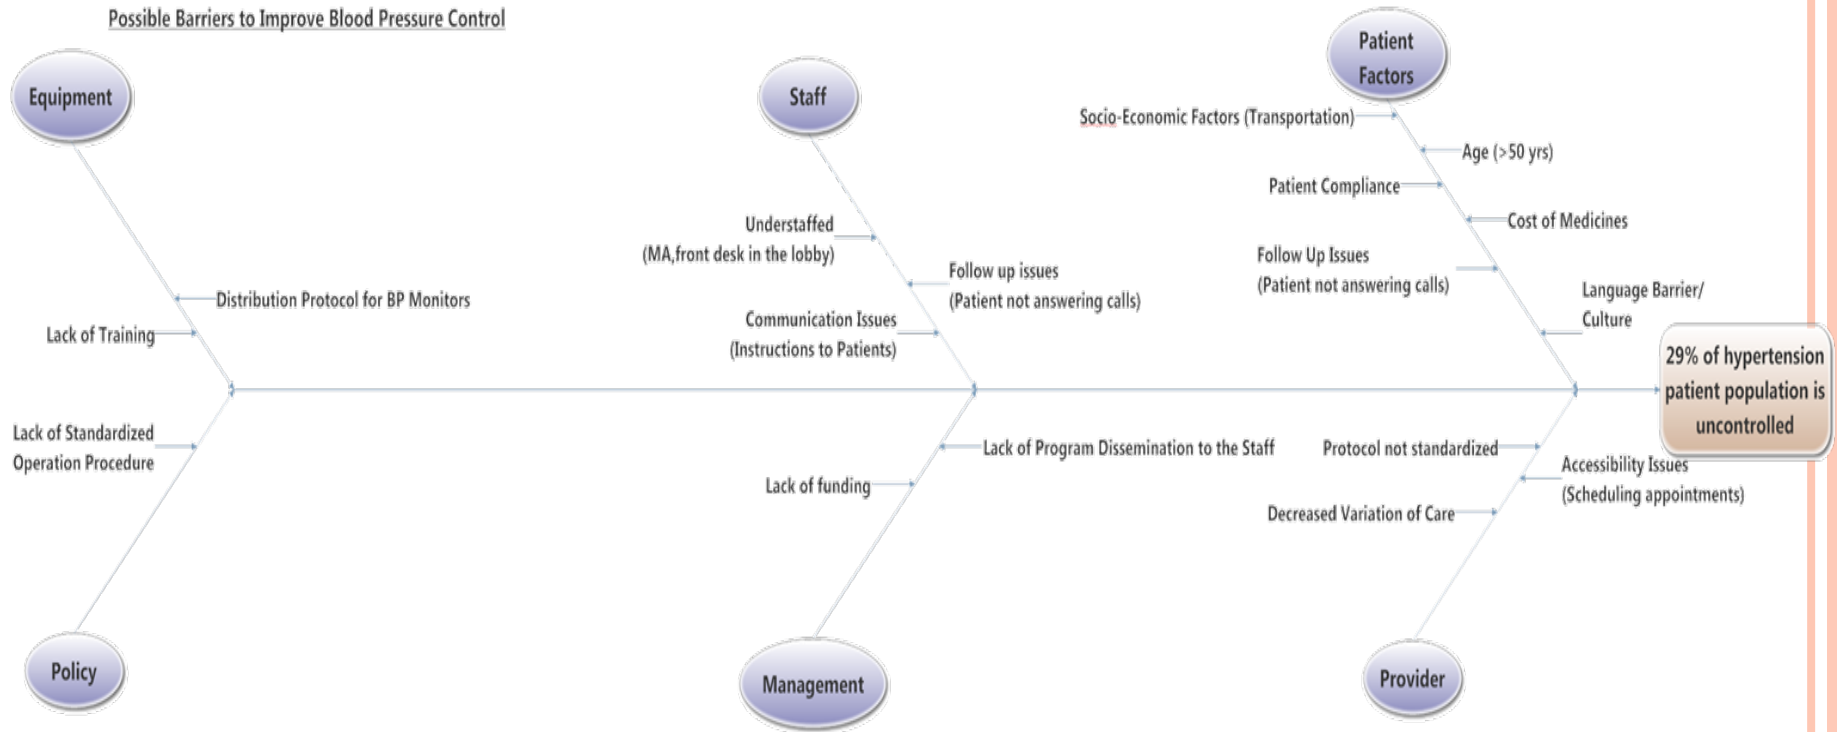 Possible Barriers to Improve Blood Pressure Control
Equipment
Distribution Protocol for BP Monitors
Lack of Training
Staff
Understaffed
(MA,front desk in the lobby)
Follow up issues
(Patient not answering calls)
Communication Issues
(Instructions to Patients)
Patient
Factors
Socio-Economic Factors (Transportation)
Age (>50 yrs)
Patient Compliance
Cost of Medicines
Follow Up Issues
(Patient not answering calls)
Language Barrier/
Culture
29% of hypertension
patient population is
uncontrolled
Lack of Standardized
Operation Procedure
Policy
Lack of Program Dissemination to the Staff
Lack of funding
Management
Protocol not standardized
Accessibility Issues
(Scheduling appointments)
Decreased Variation of Care
Provider